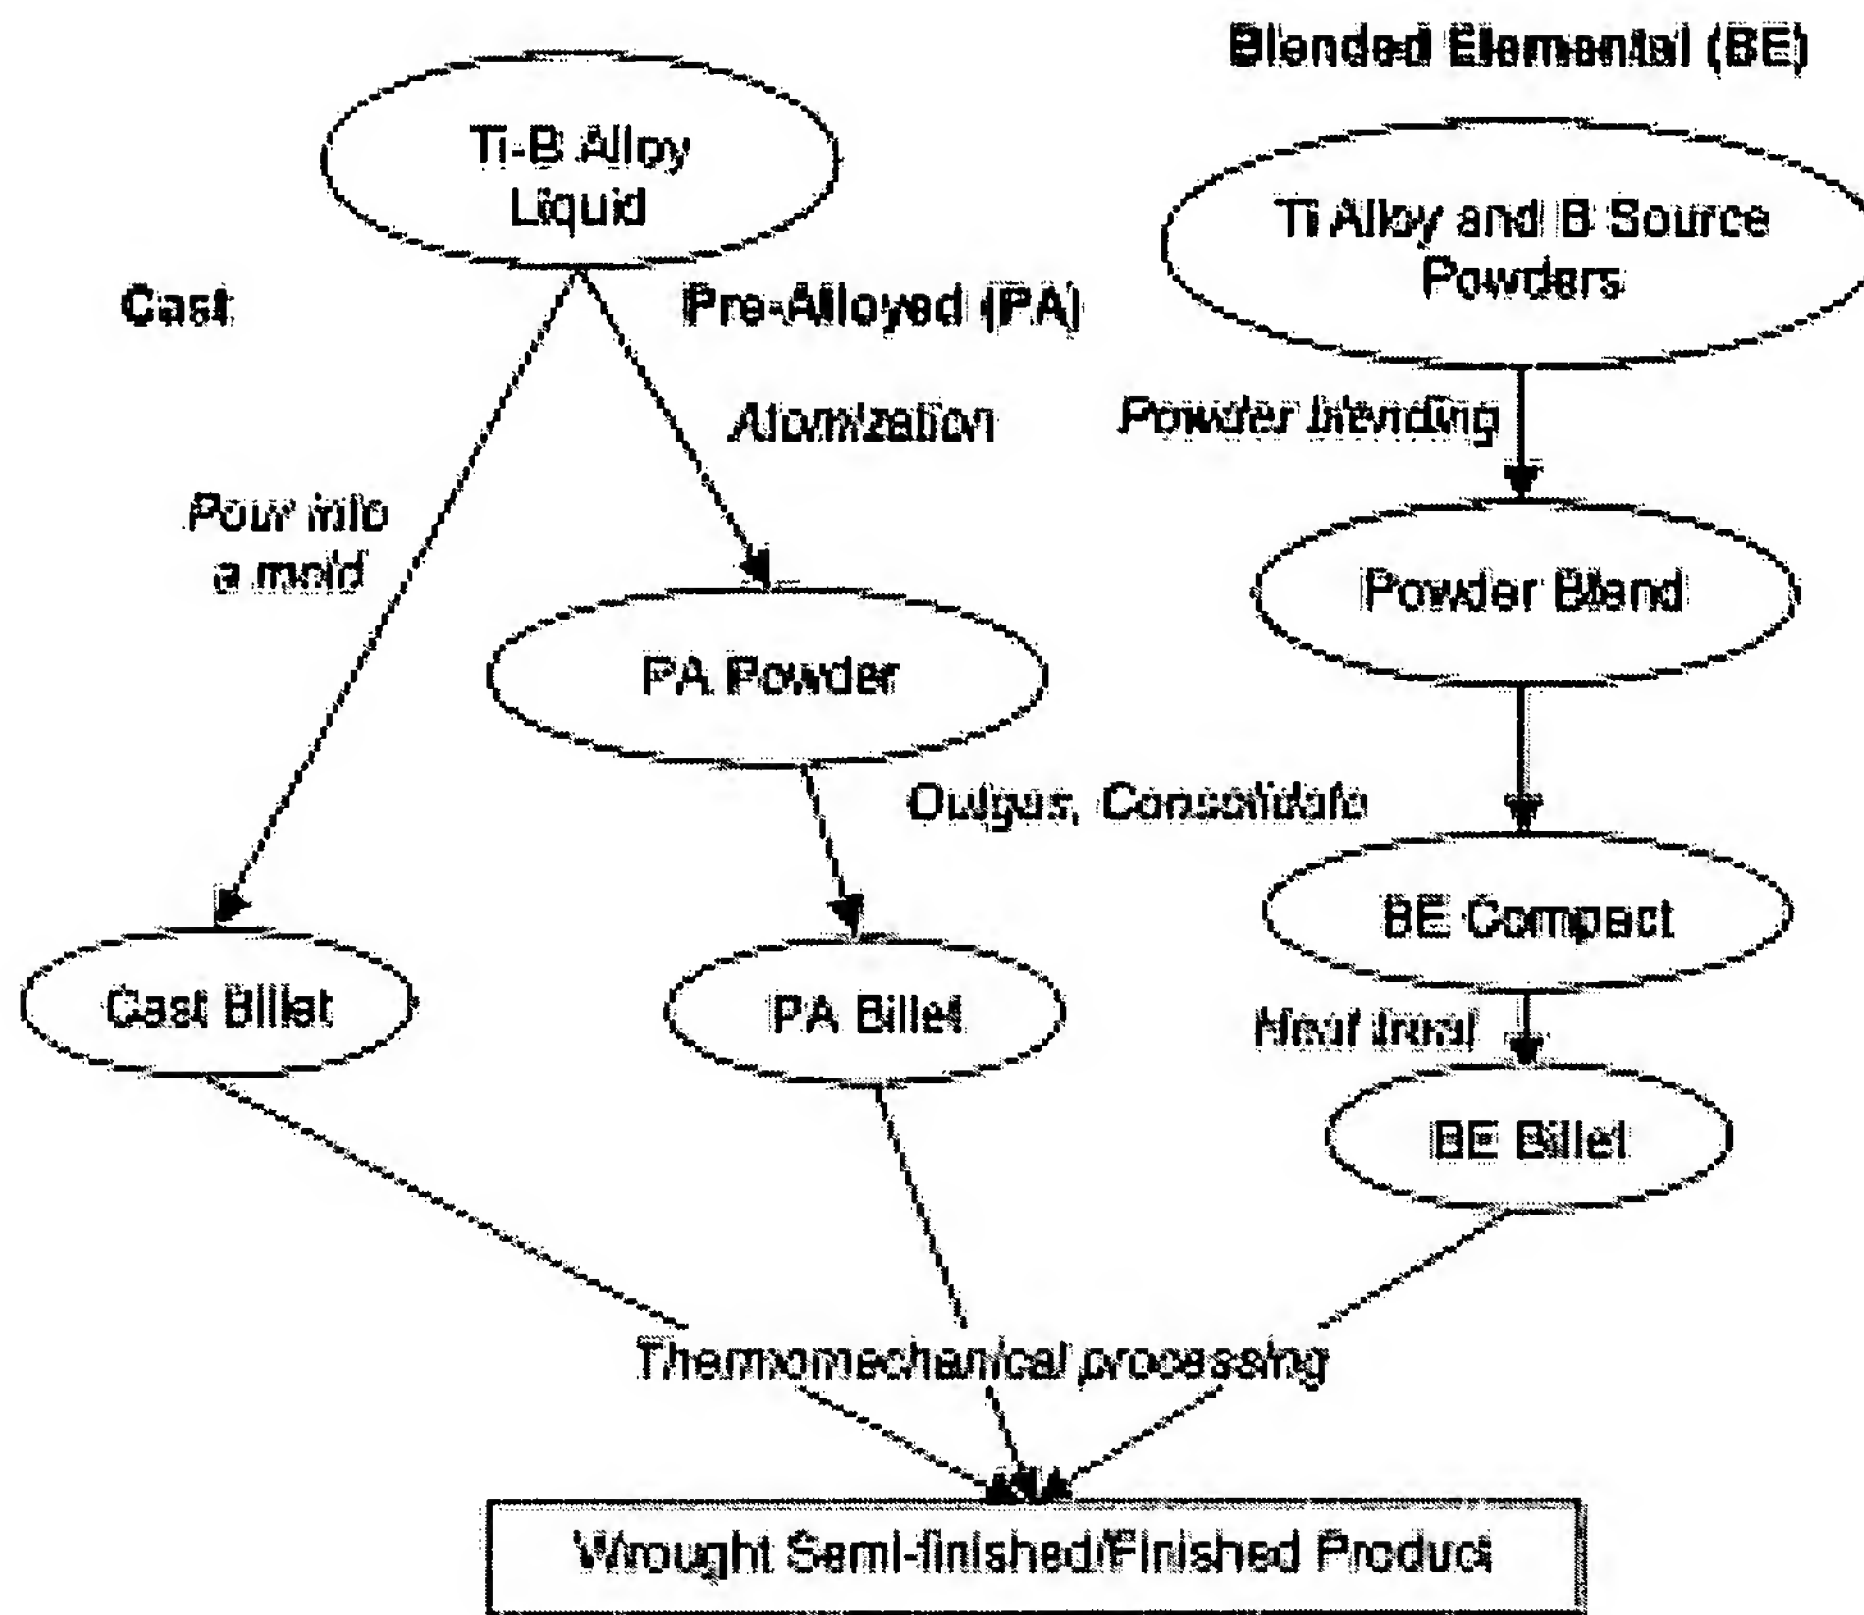 Blended Elemental (BE)
Ti-B Alloy
Liquid
Ti Alloy and B Source
Powders
Cast
Pre-Alloyed (PA)
Atomization
Powder blending
Pour into
a mold
Powder Blend
PA Powder
Outgas, Consolidate
BE Compact
Cast Billet
PA Billet
Heat treat
BE Billet
Thermomechanical processing
Wrought Semi-finished/Finished Product